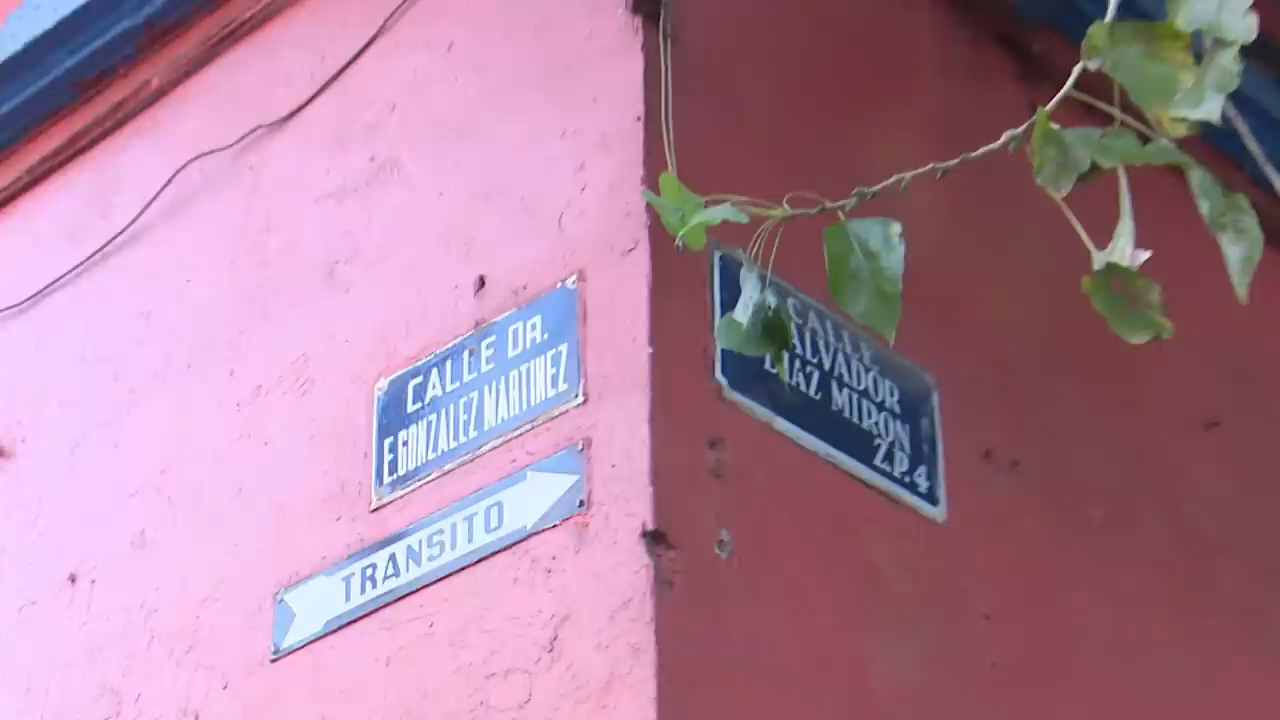 CALLE DR.
E. GONZALEZ MARTINEZ
TRANSITO
CALLE
SALVADOR
DIAZ MIRON
Z.P. 4